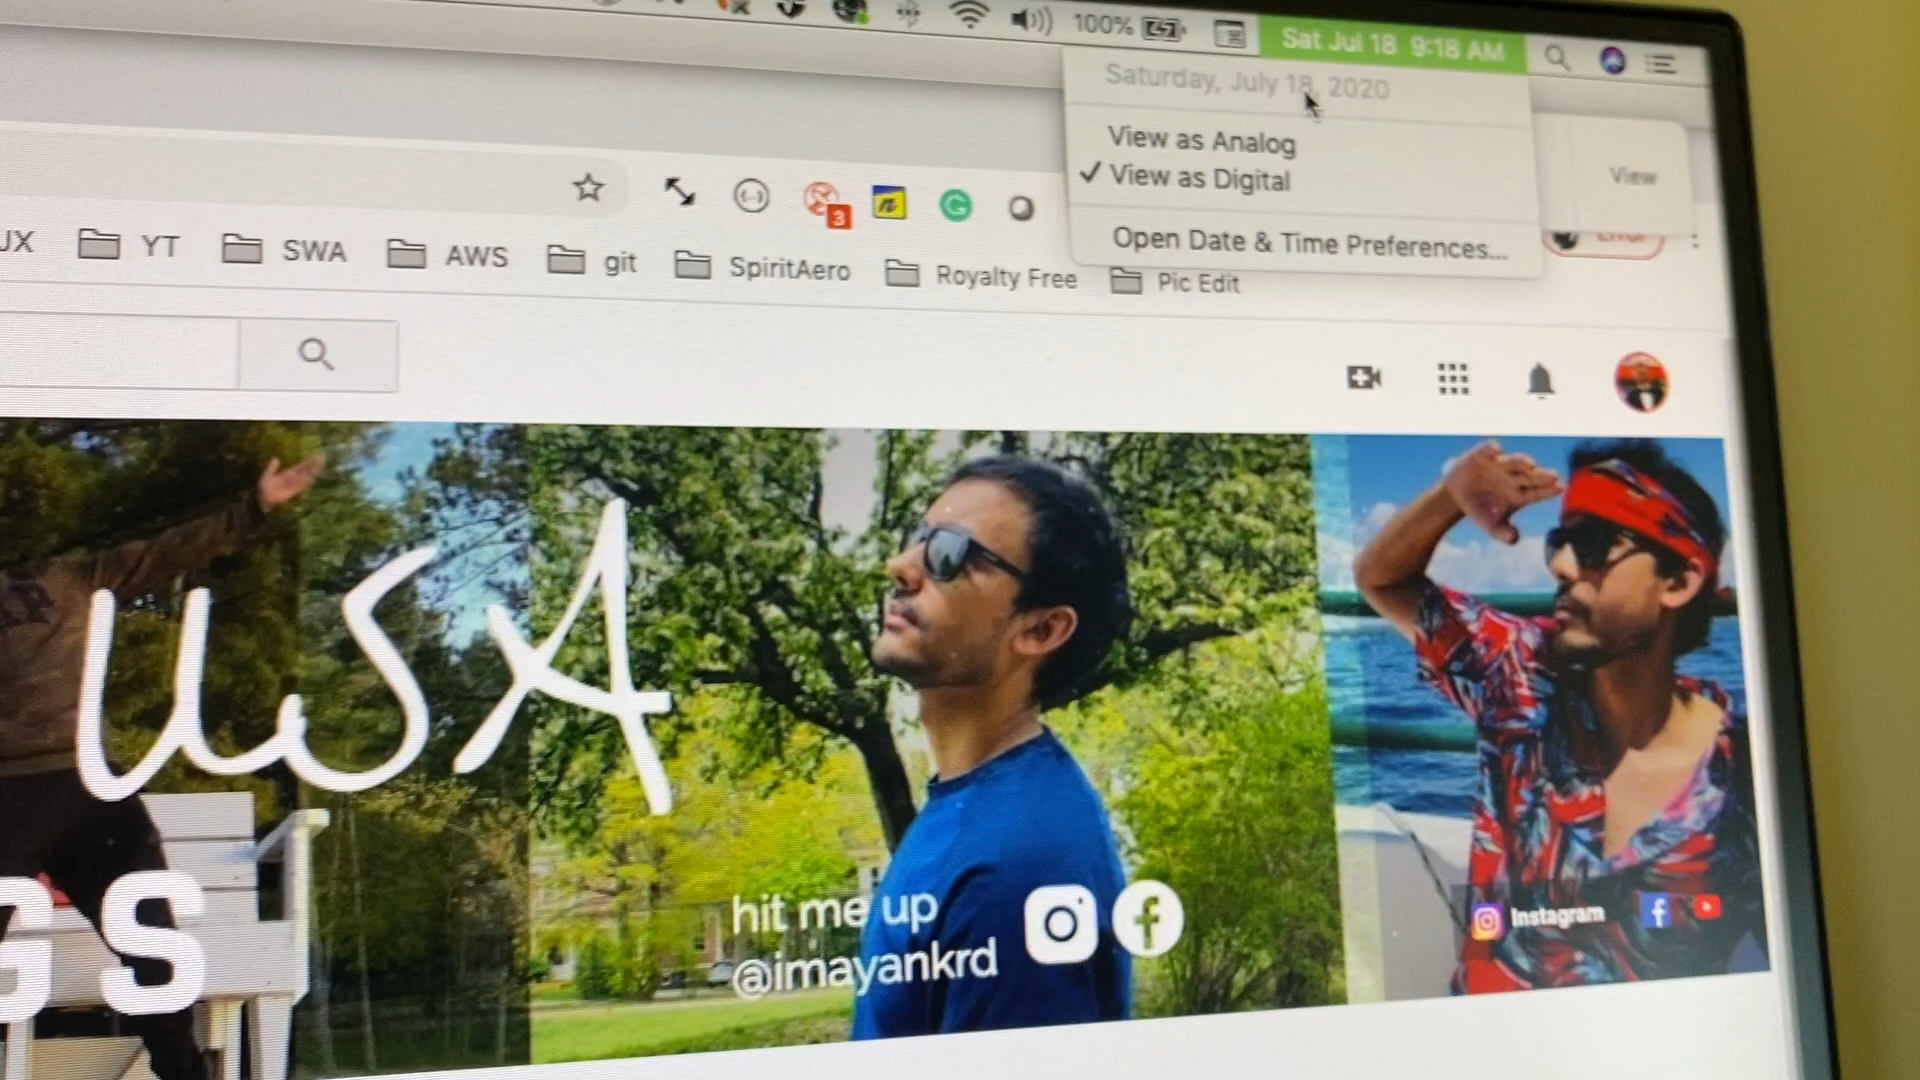 100%
Sat Jul 18 9:18 AM
Saturday, July 18, 2020
View as Analog
✓ View as Digital
Open Date & Time Preferences...
View
3
n
G
UX
YT
SWA
AWS
git
SpiritAero
Royalty Free
Pic Edit
USA
GS
hit me up
@imayankrd
Instagram